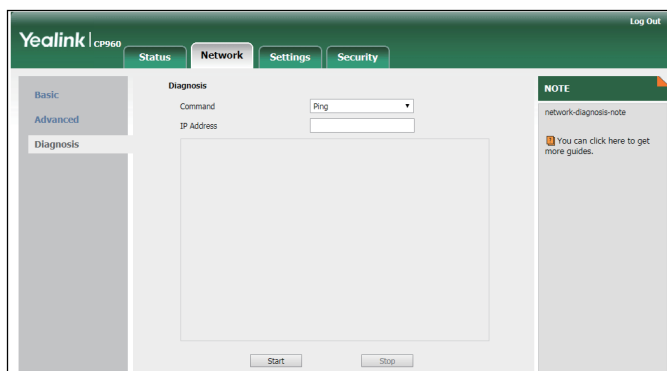 Log Out
Yealink CP960
Status Network Settings Security
Basic
Advanced
Diagnosis
Diagnosis
Command Ping
IP Address
Start Stop
NOTE
network-diagnosis-note
You can click here to get
more guides.